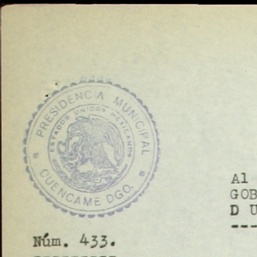 PRESIDENCIA MUNICIPAL
ESTADOS UNIDOS MEXICANOS
CUENCAME DGO.
Al
GOB
D U
Núm. 433.